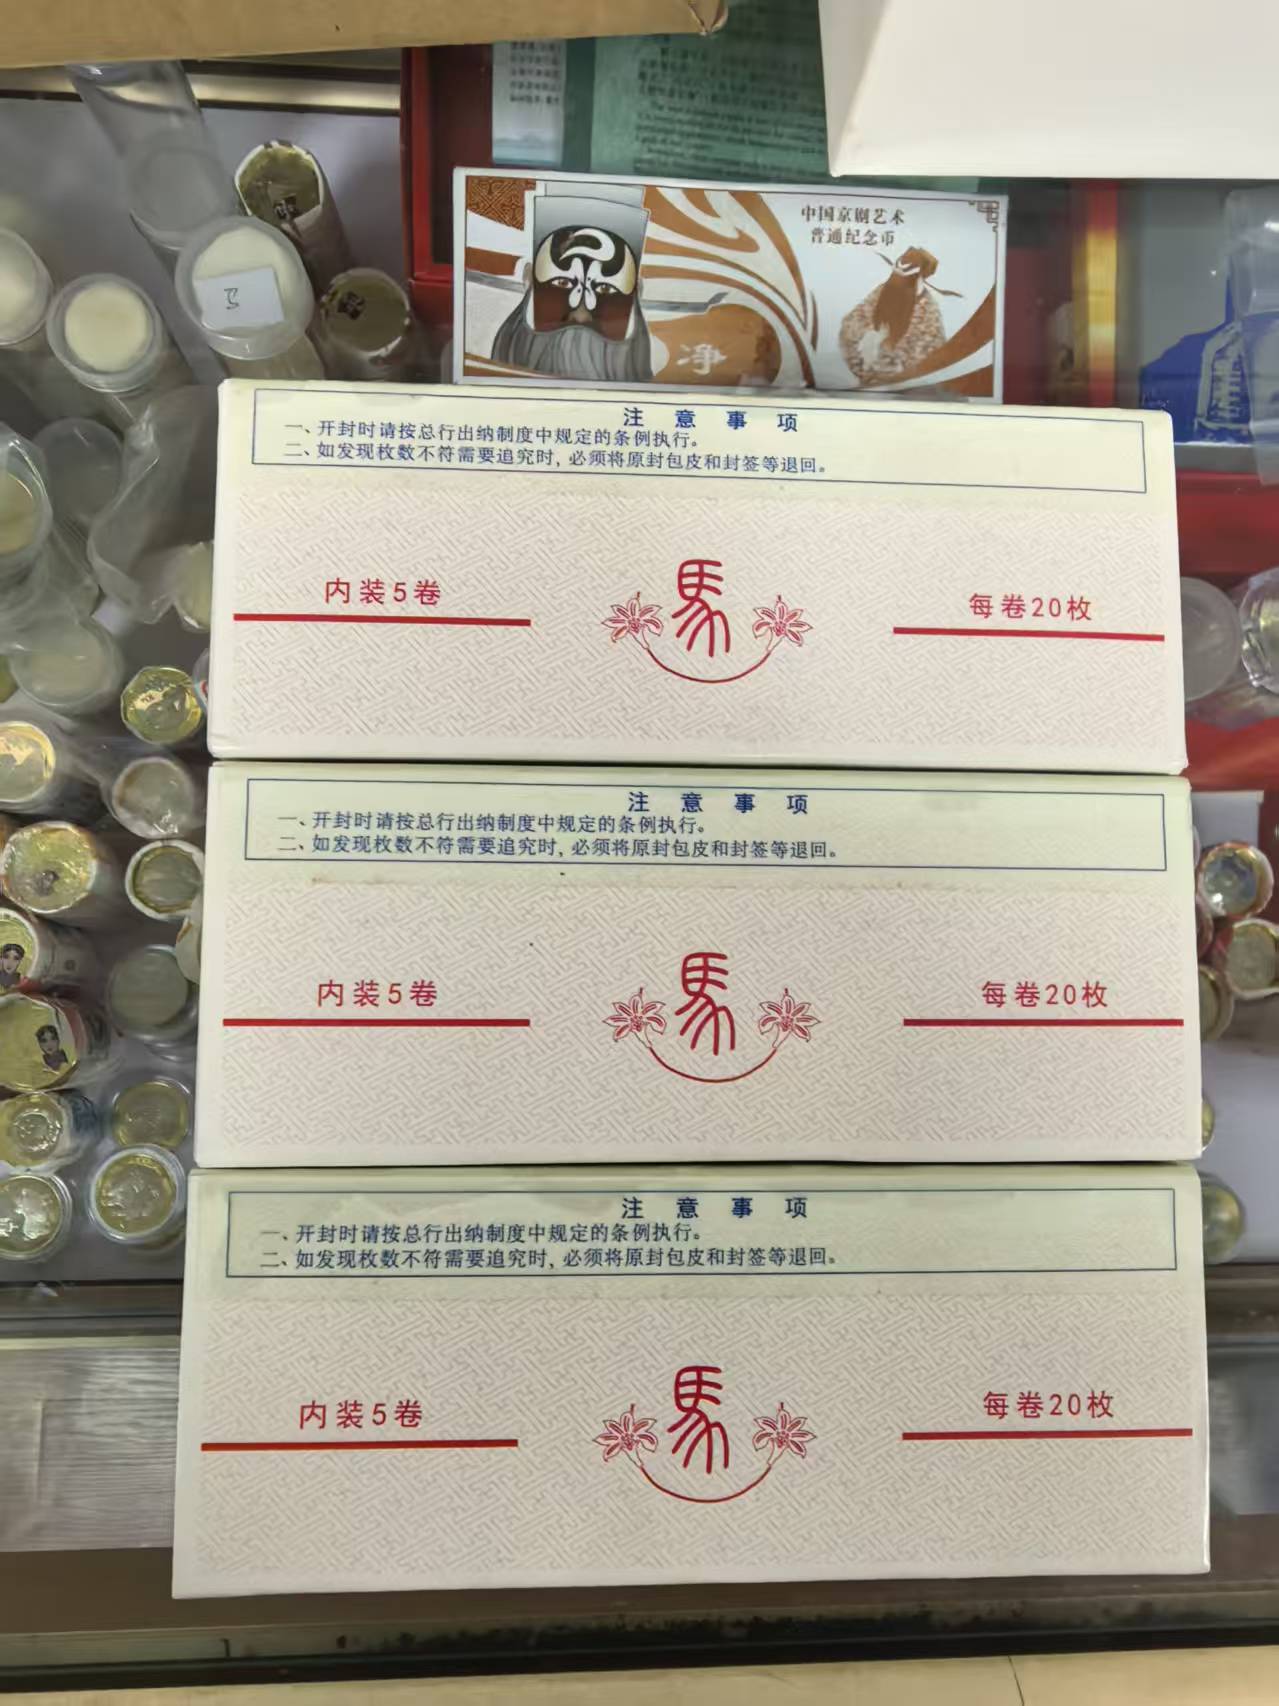 中国京剧艺术
普通纪念币
净
马
注意事项
一、开封时请按总行出纳制度中规定的条例执行。
二、如发现枚数不符需要追究时，必须将原封包皮和封签等退回。
内装5卷
馬
每卷20枚
注意事项
一、开封时请按总行出纳制度中规定的条例执行。
二、如发现枚数不符需要追究时，必须将原封包皮和封签等退回。
内装5卷
馬
每卷20枚
注意事项
一、开封时请按总行出纳制度中规定的条例执行。
二、如发现枚数不符需要追究时，必须将原封包皮和封签等退回。
内装5卷
馬
每卷20枚